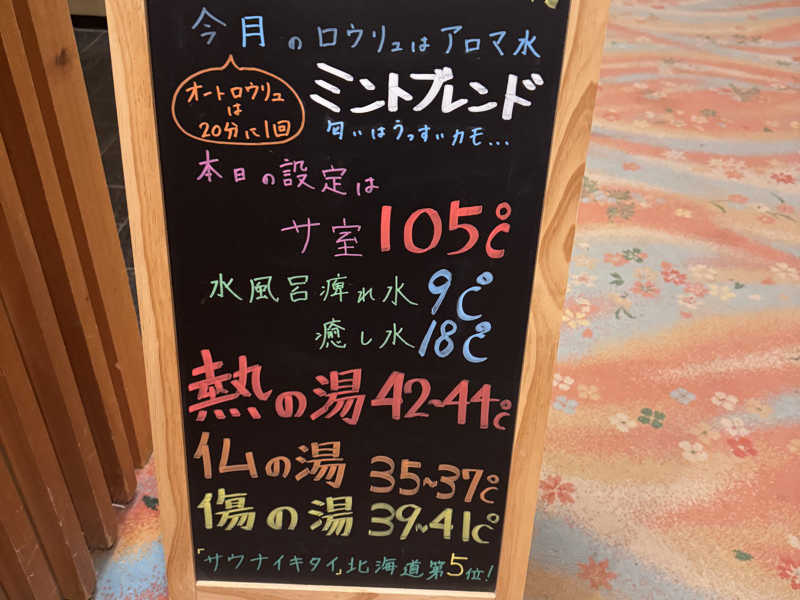 今月のロウリュはアロマ水
オートロウリュ
は
20分に1回
ミントブレンド
匂いはうっすいカモ...
本日の設定は
サ室 105℃
水風呂痺れ水 9℃
癒し水 18℃
熱の湯 42~44℃
仏の湯 35~37℃
傷の湯 39~41℃
「サウナイキタイ」北海道第5位!